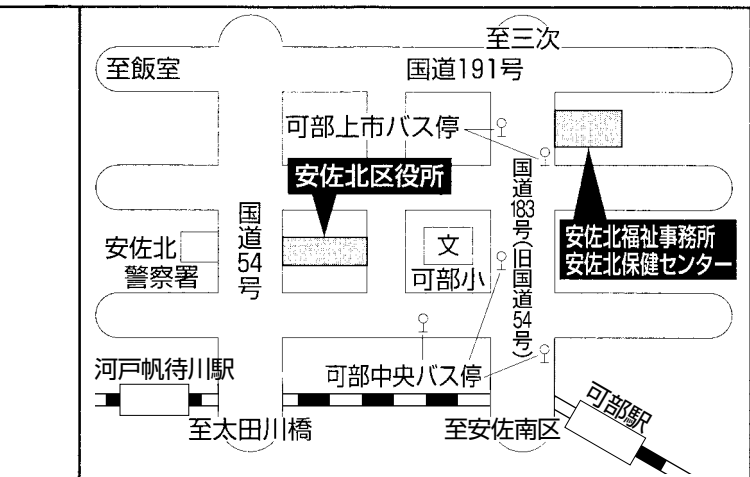 至三次
至飯室
国道191号
可部上市バス停
安佐北区役所
国道183号(旧国道54号)
安佐北福祉事務所
安佐北保健センター
国道54号
安佐北
警察署
文
可部小
河戸帆待川駅
可部中央バス停
可部駅
至太田川橋
至安佐南区